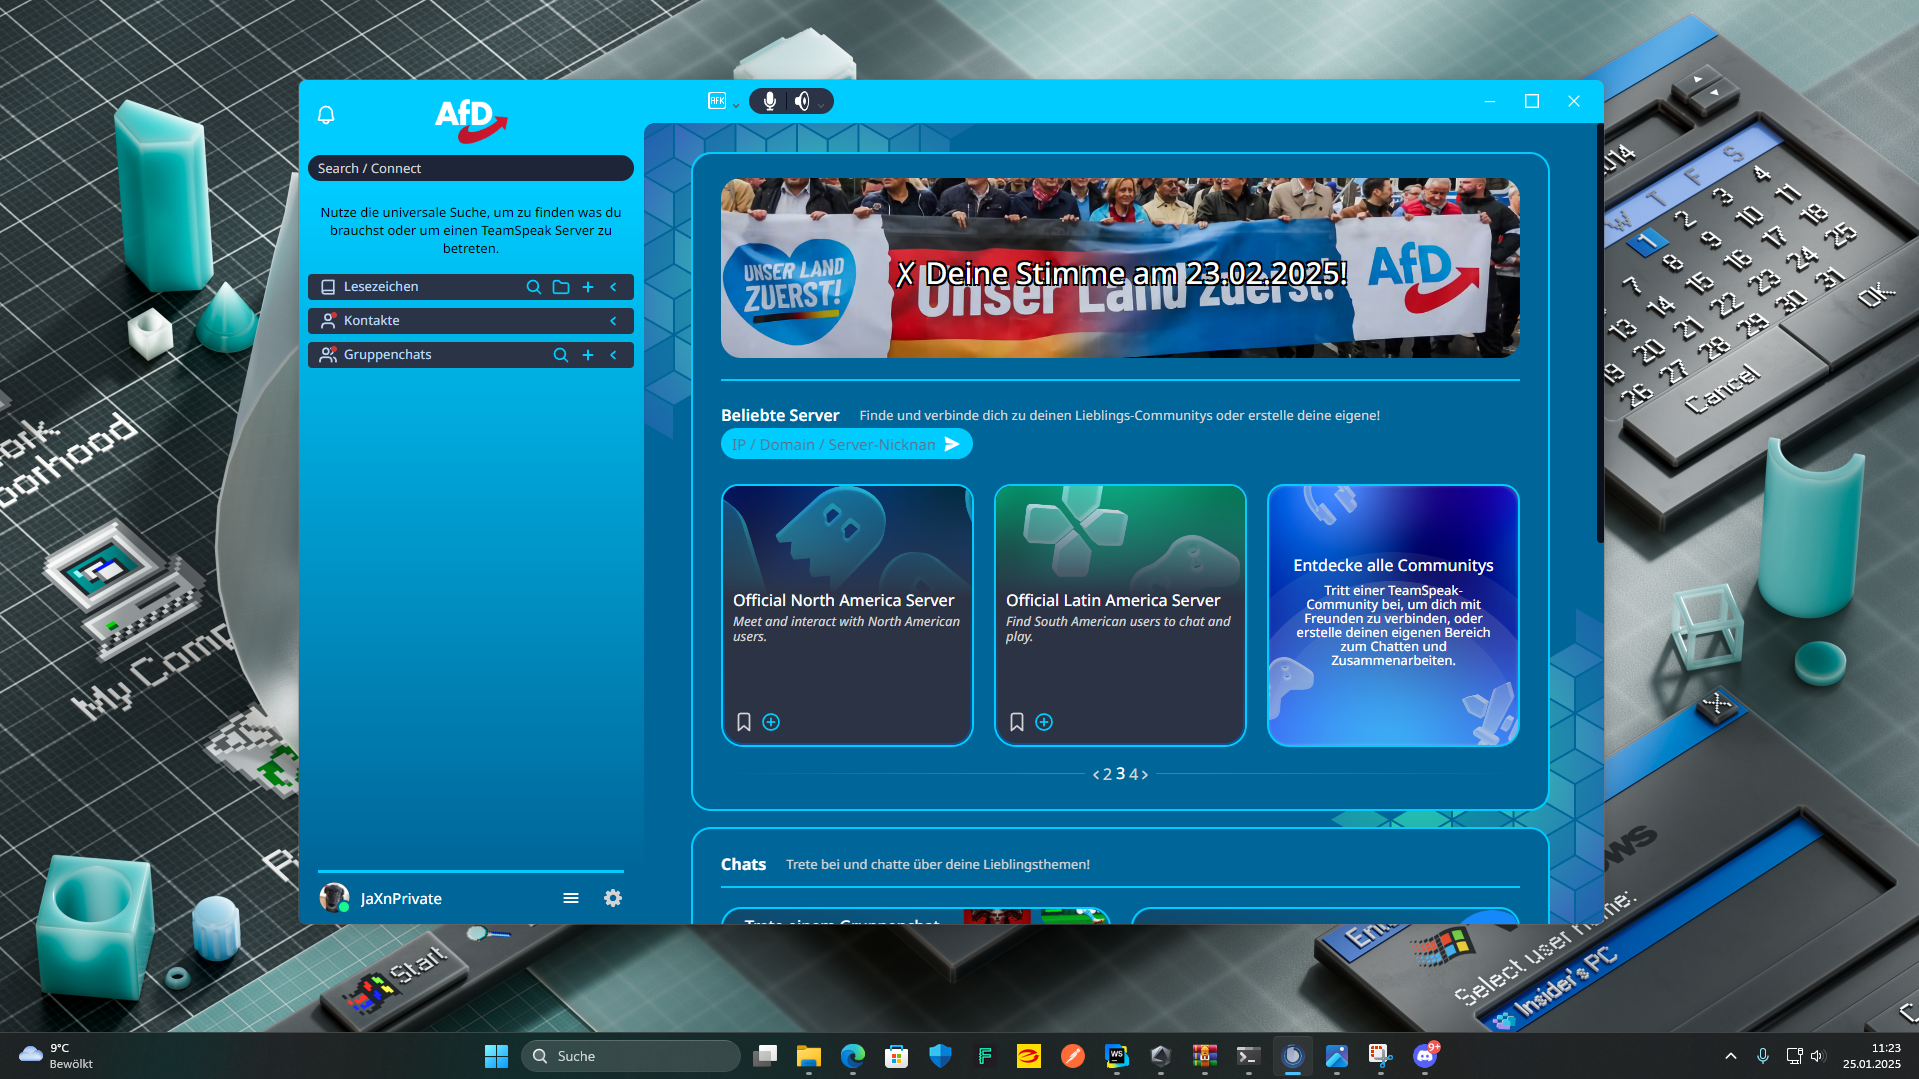 AfD
AFK
Search / Connect
Nutze die universale Suche, um zu finden was du
brauchst oder um einen TeamSpeak Server zu
betreten.
Lesezeichen
Kontakte
Gruppenchats
JaXnPrivate
UNSER LAND
ZUERST!
Unser Land zuerst!
AfD
X Deine Stimme am 23.02.2025!
Beliebte Server
Finde und verbinde dich zu deinen Lieblings-Communitys oder erstelle deine eigene!
IP / Domain / Server-Nicknan
Official North America Server
Meet and interact with North American
users.
Official Latin America Server
Find South American users to chat and
play.
Entdecke alle Communitys
Tritt einer TeamSpeak-
Community bei, um dich mit
Freunden zu verbinden, oder
erstelle deinen eigenen Bereich
zum Chatten und
Zusammenarbeiten.
< 2 3 4 >
Chats
Trete bei und chatte über deine Lieblingsthemen!
Trete einem Gruppenchat
My Comp
Start
W T F S
1 2 3 4
7 8 9 10 11
14 15 16 17 18
19 20 21 22 23 24 25
26 27 28 29 30 31
OK
Cancel
Select user name:
Insider's PC
9°C
Bewölkt
Suche
WS
9+
11:23
25.01.2025